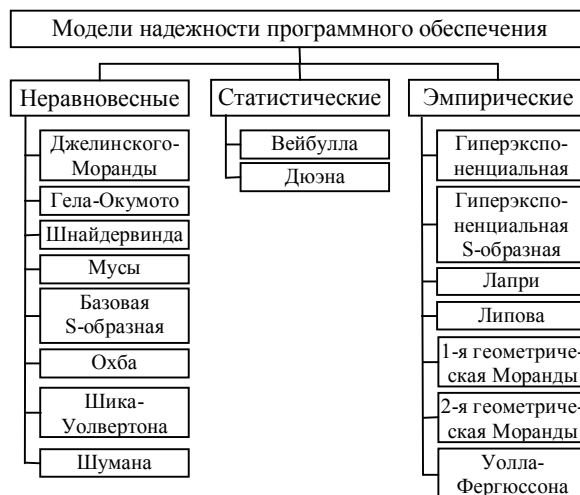 Модели надежности программного обеспечения
Неравновесные
Джелинского-
Моранды
Гела-Окумото
Шнайдервинда
Мусы
Базовая
S-образная
Охба
Шика-
Уолвертона
Шумана
Статистические
Вейбулла
Дюэна
Эмпирические
Гиперэкспо-
ненциальная
Гиперэкспо-
ненциальная
S-образная
Лапри
Липова
1-я геометриче-
ская Моранды
2-я геометриче-
ская Моранды
Уолла-
Фергюссона